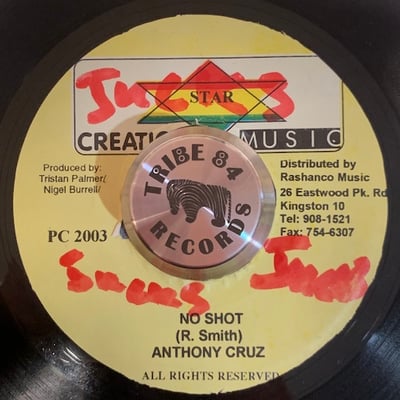 STAR
CREATIO MUSIC
TRIBE 84
RECORDS
Produced by:
Tristan Palmer/
Nigel Burrell/
Distributed by
Rashanco Music
26 Eastwood Pk. Rd
Kingston 10
Tel: 908-1521
Fax: 754-6307
PC 2003
NO SHOT
(R. Smith)
ANTHONY CRUZ
ALL RIGHTS RESERVED